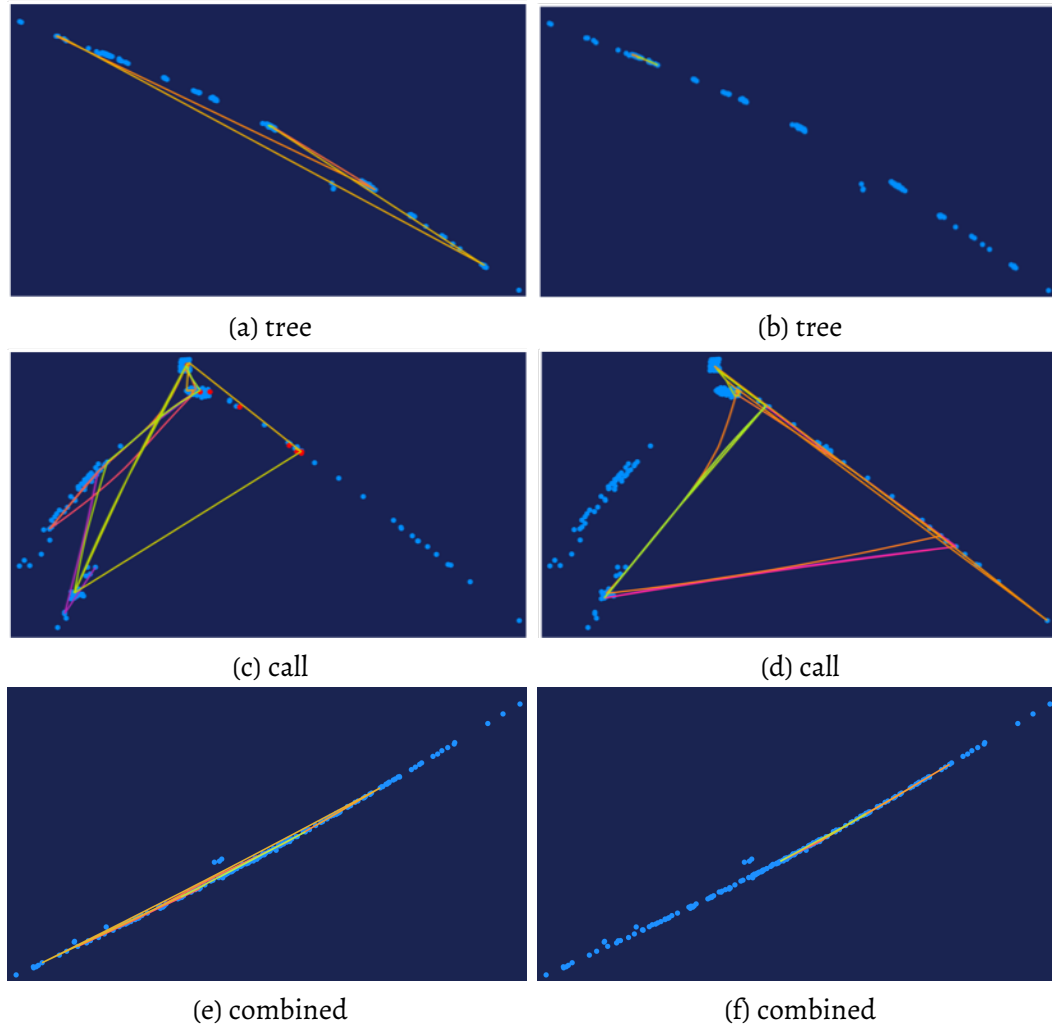 (a) tree
(b) tree
(c) call
(d) call
(e) combined
(f) combined